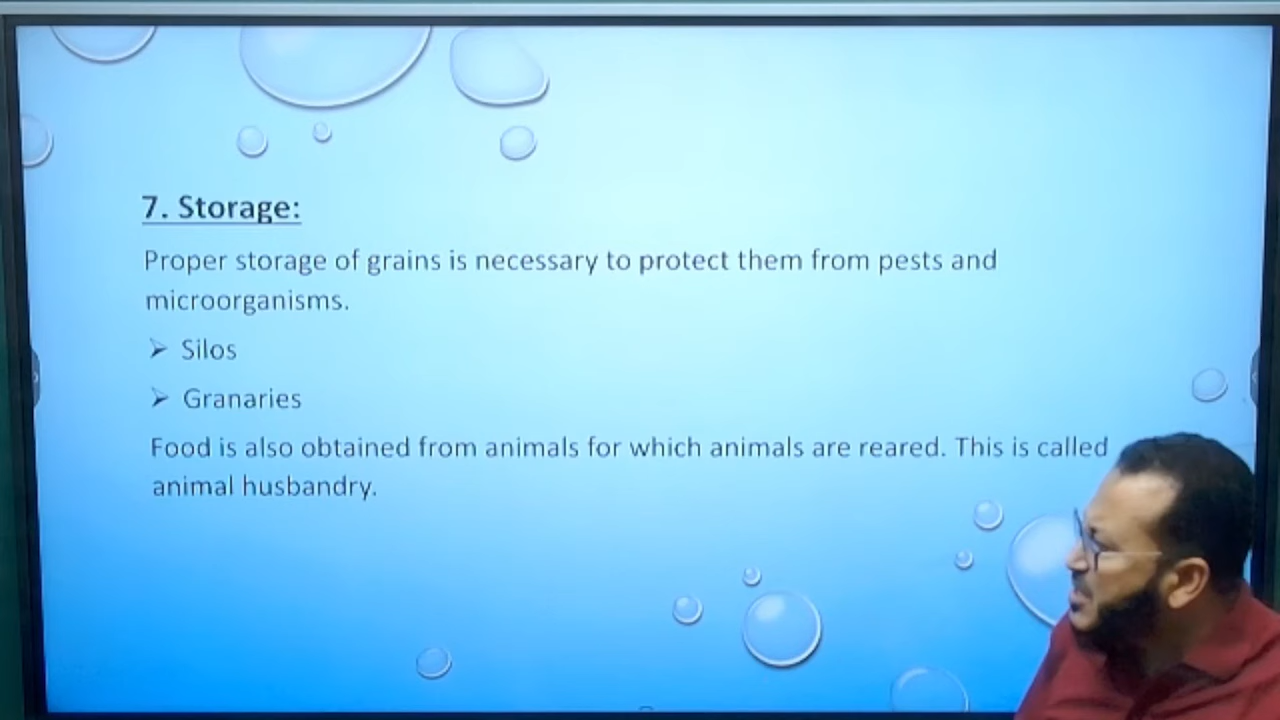 7. Storage:
Proper storage of grains is necessary to protect them from pests and
microorganisms.
➢ Silos
➢ Granaries
Food is also obtained from animals for which animals are reared. This is called
animal husbandry.